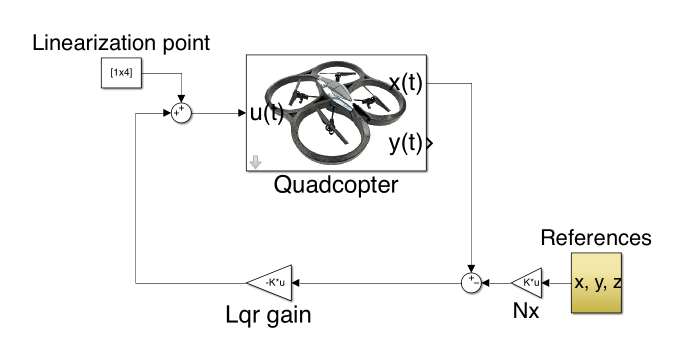 Linearization point
[1x4]
+
+
u(t)
x(t)
y(t)
Quadcopter
References
+
−
-K*u
K*u
x, y, z
Lqr gain
Nx